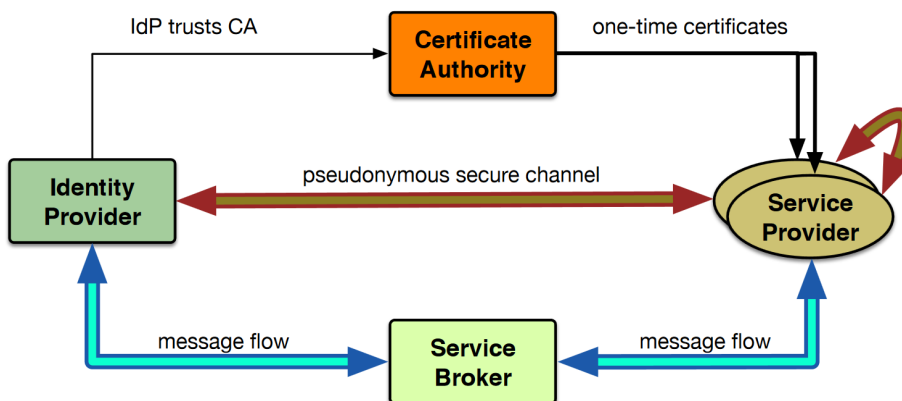 IdP trusts CA
Certificate
Authority
one-time certificates
Identity
Provider
pseudonymous secure channel
Service
Provider
message flow
Service
Broker
message flow